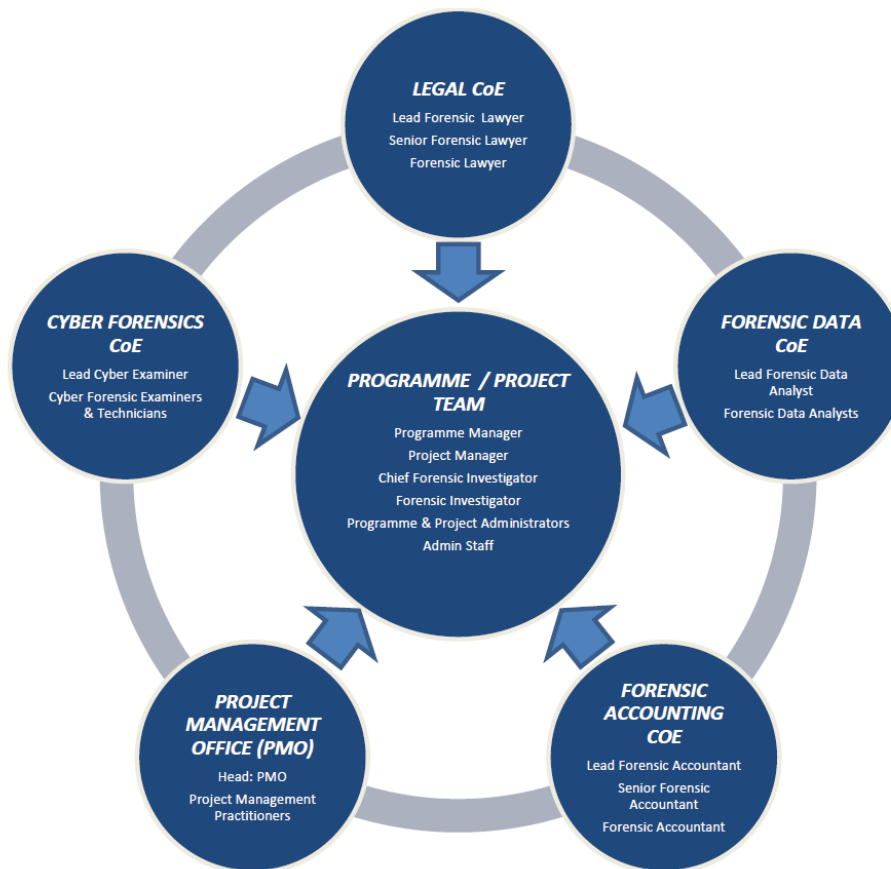 LEGAL CoE
Lead Forensic Lawyer
Senior Forensic Lawyer
Forensic Lawyer
CYBER FORENSICS
CoE
Lead Cyber Examiner
Cyber Forensic Examiners
& Technicians
FORENSIC DATA
CoE
Lead Forensic Data
Analyst
Forensic Data Analysts
PROGRAMME / PROJECT
TEAM
Programme Manager
Project Manager
Chief Forensic Investigator
Forensic Investigator
Programme & Project Administrators
Admin Staff
PROJECT
MANAGEMENT
OFFICE (PMO)
Head: PMO
Project Management
Practitioners
FORENSIC
ACCOUNTING
COE
Lead Forensic Accountant
Senior Forensic
Accountant
Forensic Accountant